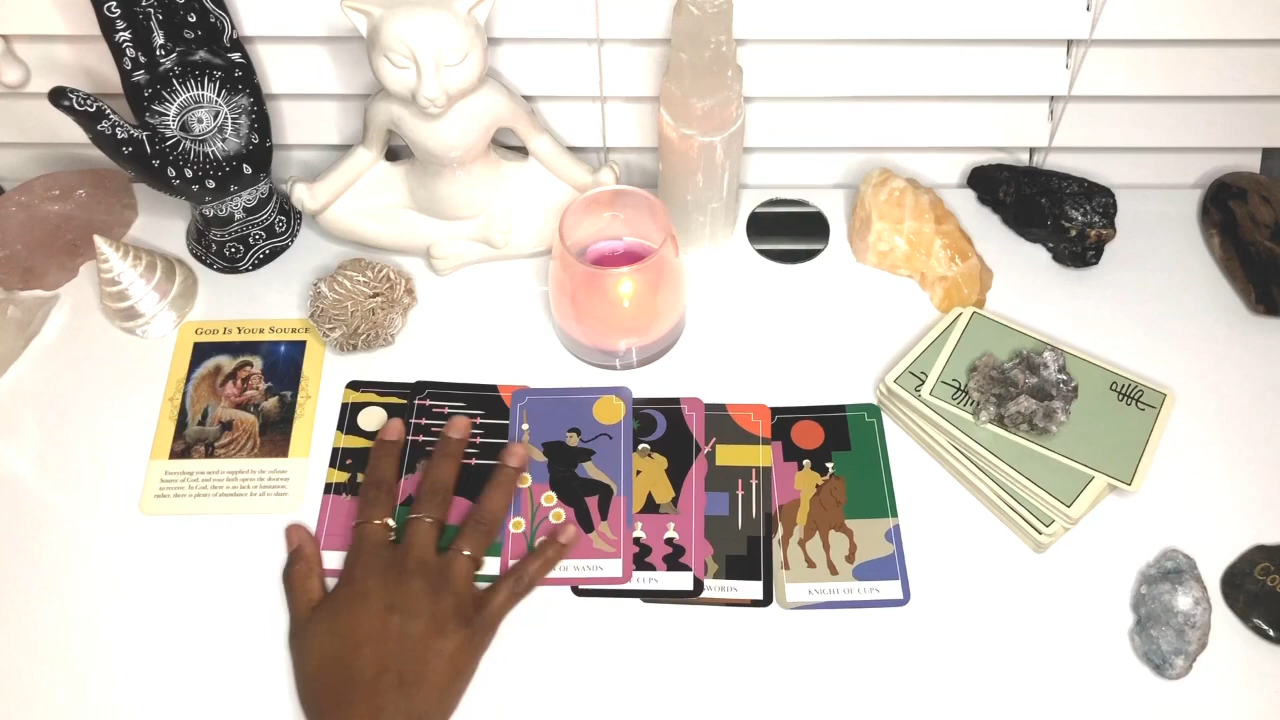 GOD IS YOUR SOURCE
Everything you need is supplied by the infinite
Source of God, and your faith opens the doorway
to receive. In God, there is no lack or limitation;
rather, there is plenty of abundance for all to share.
OF WANDS
CUPS
SWORDS
KNIGHT OF CUPS